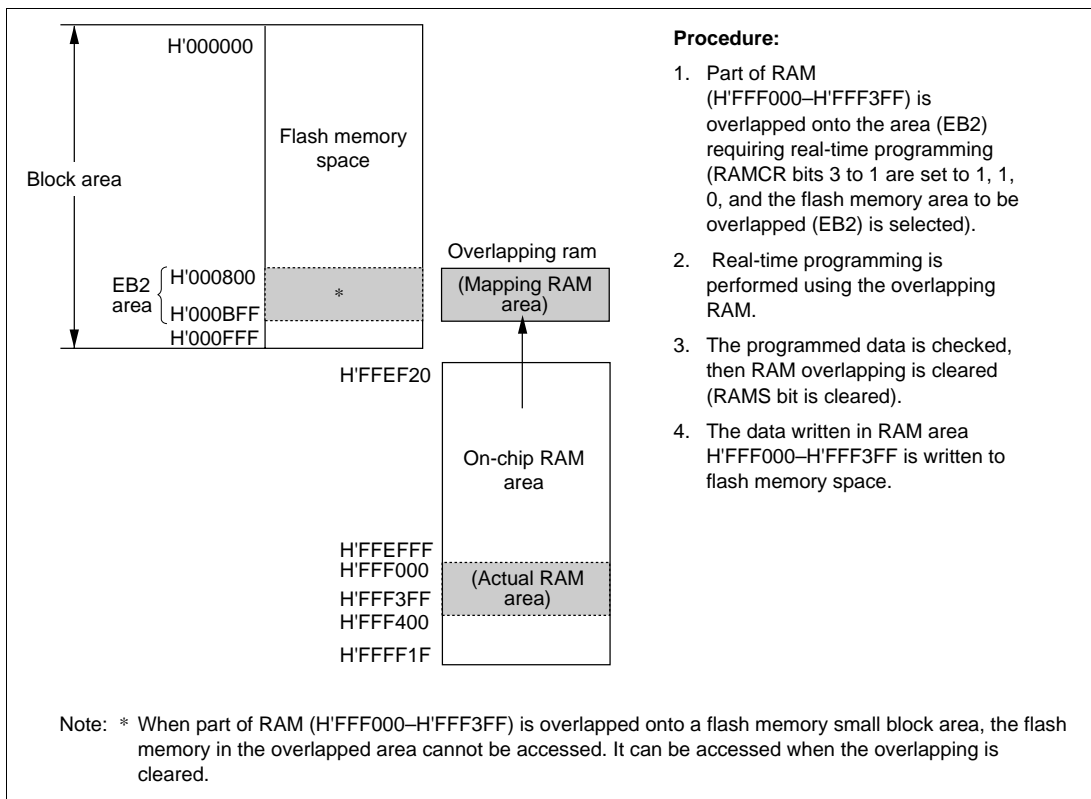 H'000000
Flash memory
space
Block area
EB2
area
H'000800
H'000BFF
H'000FFF
*
Overlapping ram
(Mapping RAM
area)
H'FFEF20
On-chip RAM
area
H'FFEFFF
H'FFF000
H'FFF3FF
H'FFF400
H'FFFF1F
(Actual RAM
area)
Procedure:
1. Part of RAM
(H'FFF000–H'FFF3FF) is
overlapped onto the area (EB2)
requiring real-time programming
(RAMCR bits 3 to 1 are set to 1, 1,
0, and the flash memory area to be
overlapped (EB2) is selected).
2. Real-time programming is
performed using the overlapping
RAM.
3. The programmed data is checked,
then RAM overlapping is cleared
(RAMS bit is cleared).
4. The data written in RAM area
H'FFF000–H'FFF3FF is written to
flash memory space.
Note: * When part of RAM (H'FFF000–H'FFF3FF) is overlapped onto a flash memory small block area, the flash
memory in the overlapped area cannot be accessed. It can be accessed when the overlapping is
cleared.